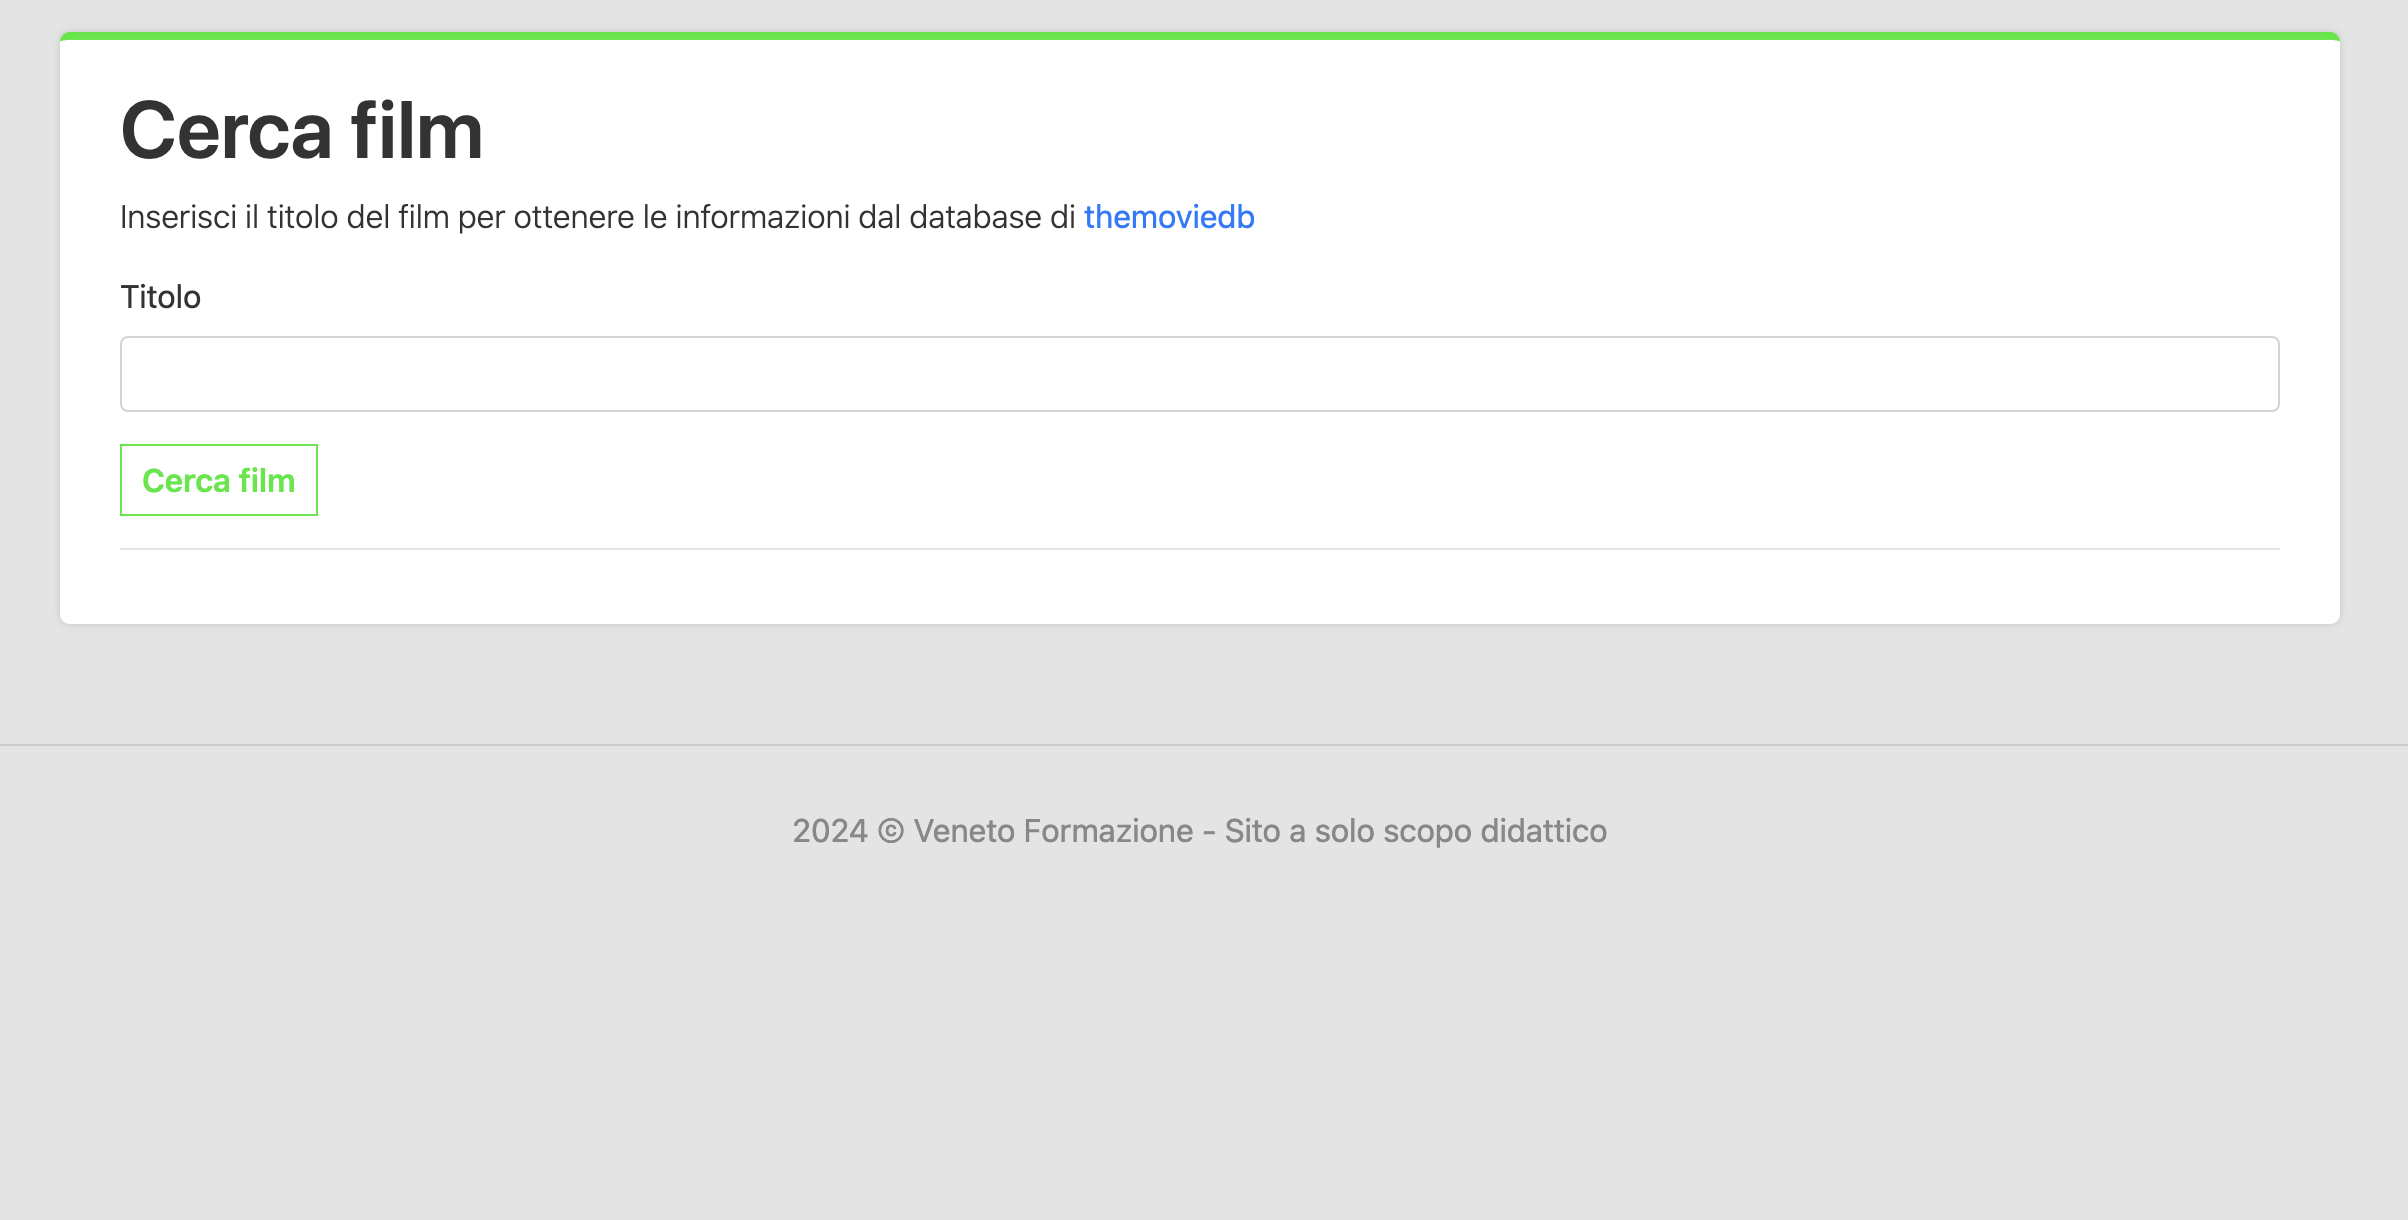 Cerca film
Inserisci il titolo del film per ottenere le informazioni dal database di themoviedb
Titolo
Cerca film
2024 © Veneto Formazione - Sito a solo scopo didattico